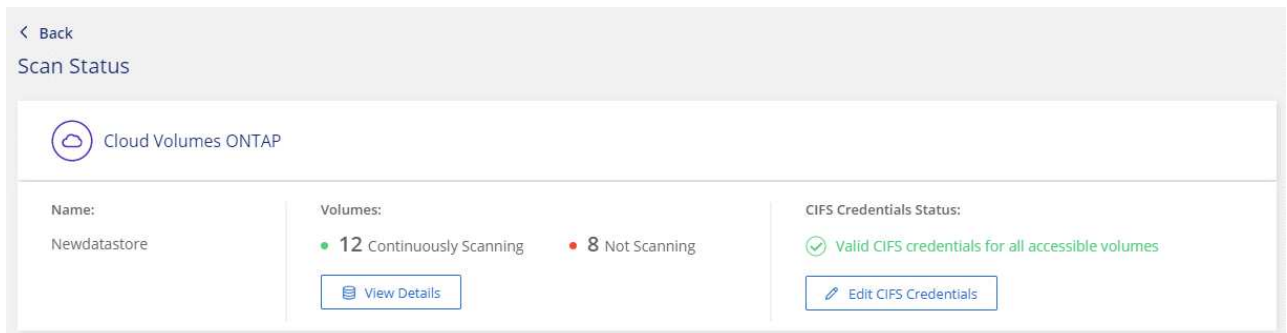 Back
Scan Status
Cloud Volumes ONTAP
Name:
Newdatastore
Volumes:
12 Continuously Scanning
8 Not Scanning
View Details
CIFS Credentials Status:
Valid CIFS credentials for all accessible volumes
Edit CIFS Credentials